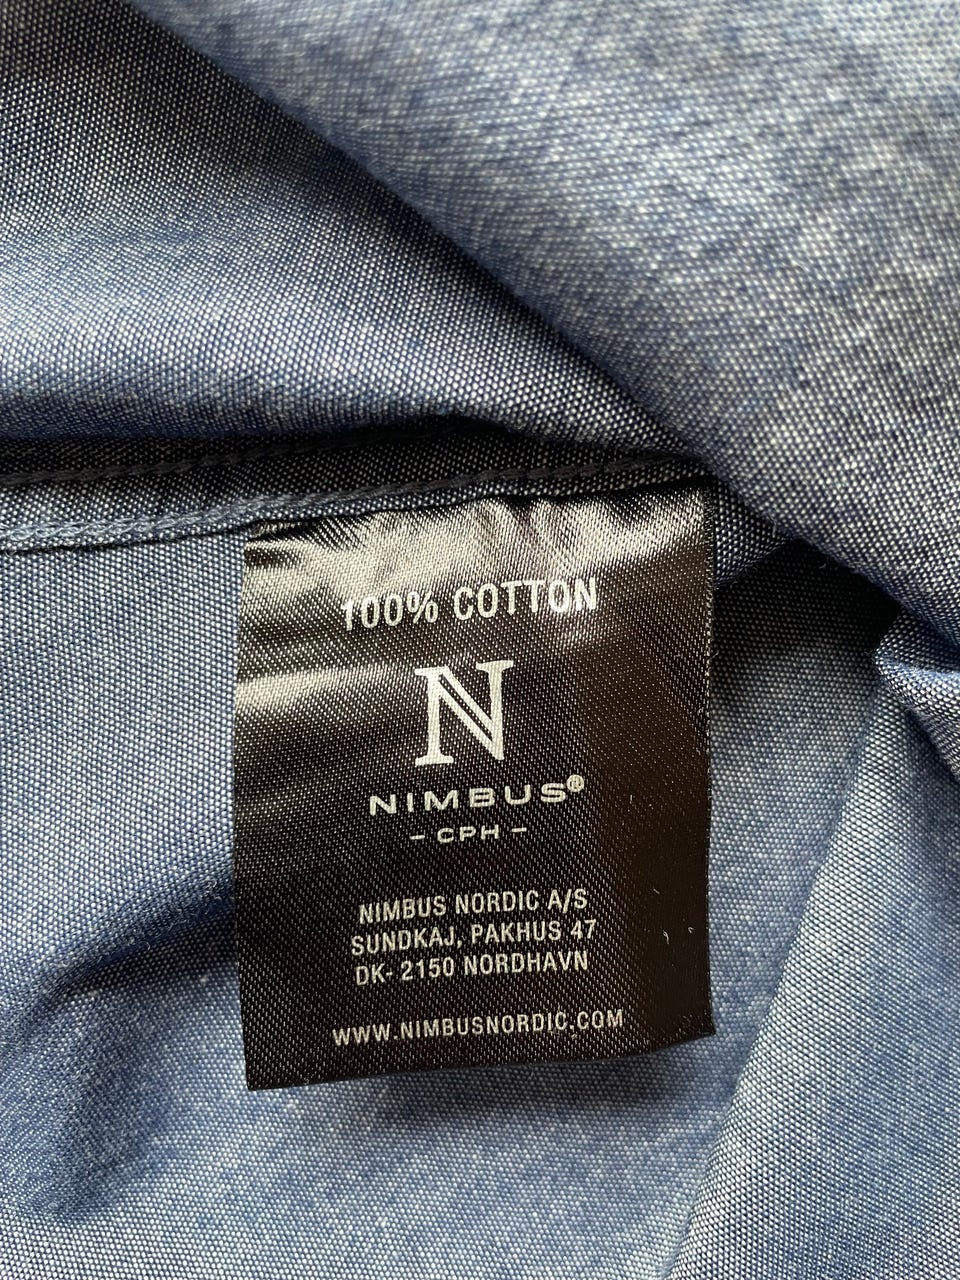 100% COTTON
N
NIMBUS®
- CPH -
NIMBUS NORDIC A/S
SUNDKAJ, PAKHUS 47
DK- 2150 NORDHAVN
WWW.NIMBUSNORDIC.COM